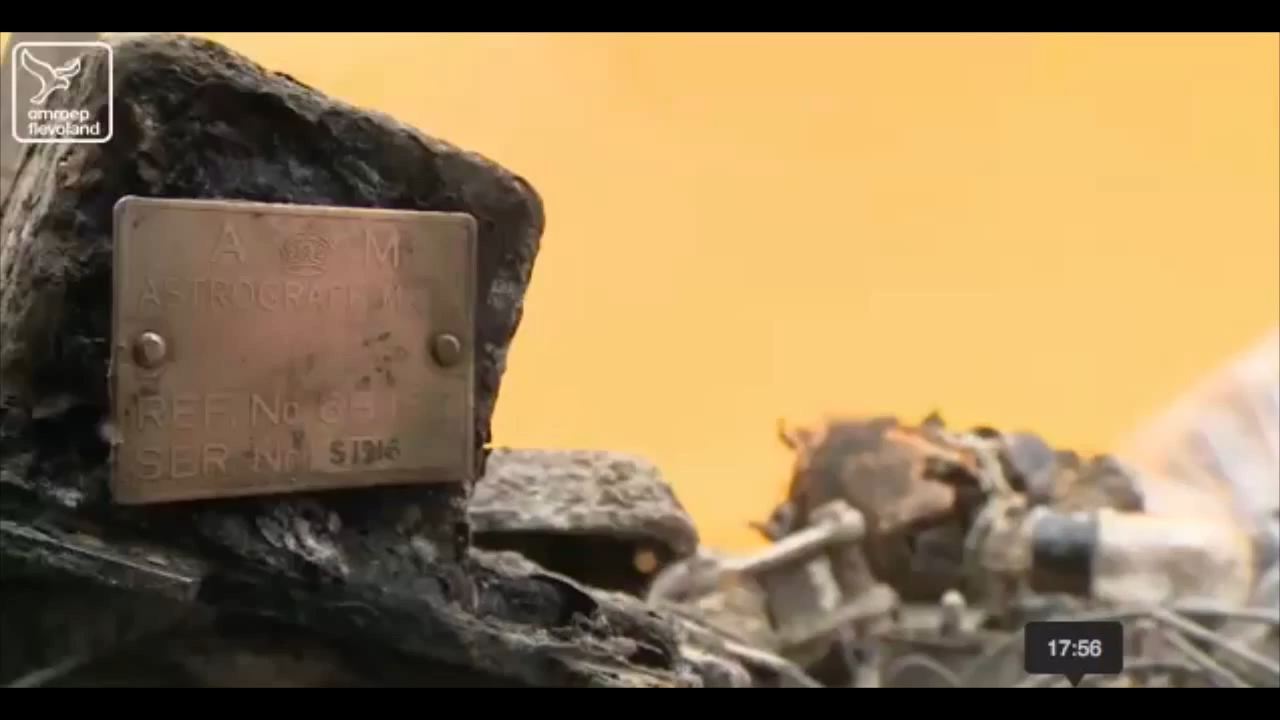 omroep
flevoland
A M
ASTROGRAPH M
REF. No
SER No
17:56